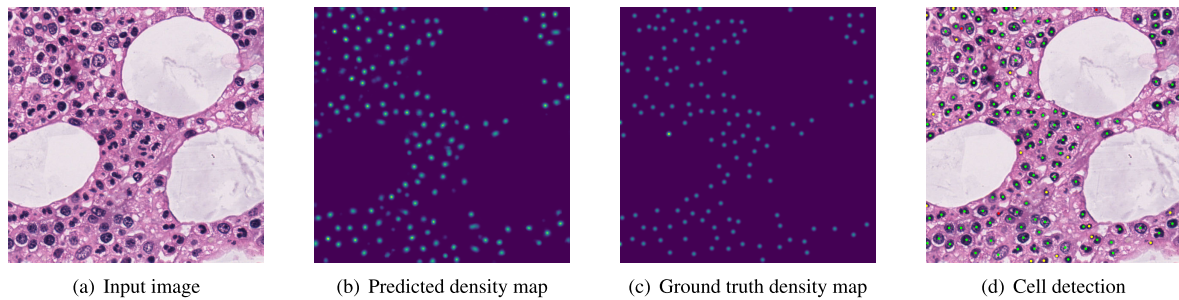 (a) Input image
(b) Predicted density map
(c) Ground truth density map
(d) Cell detection